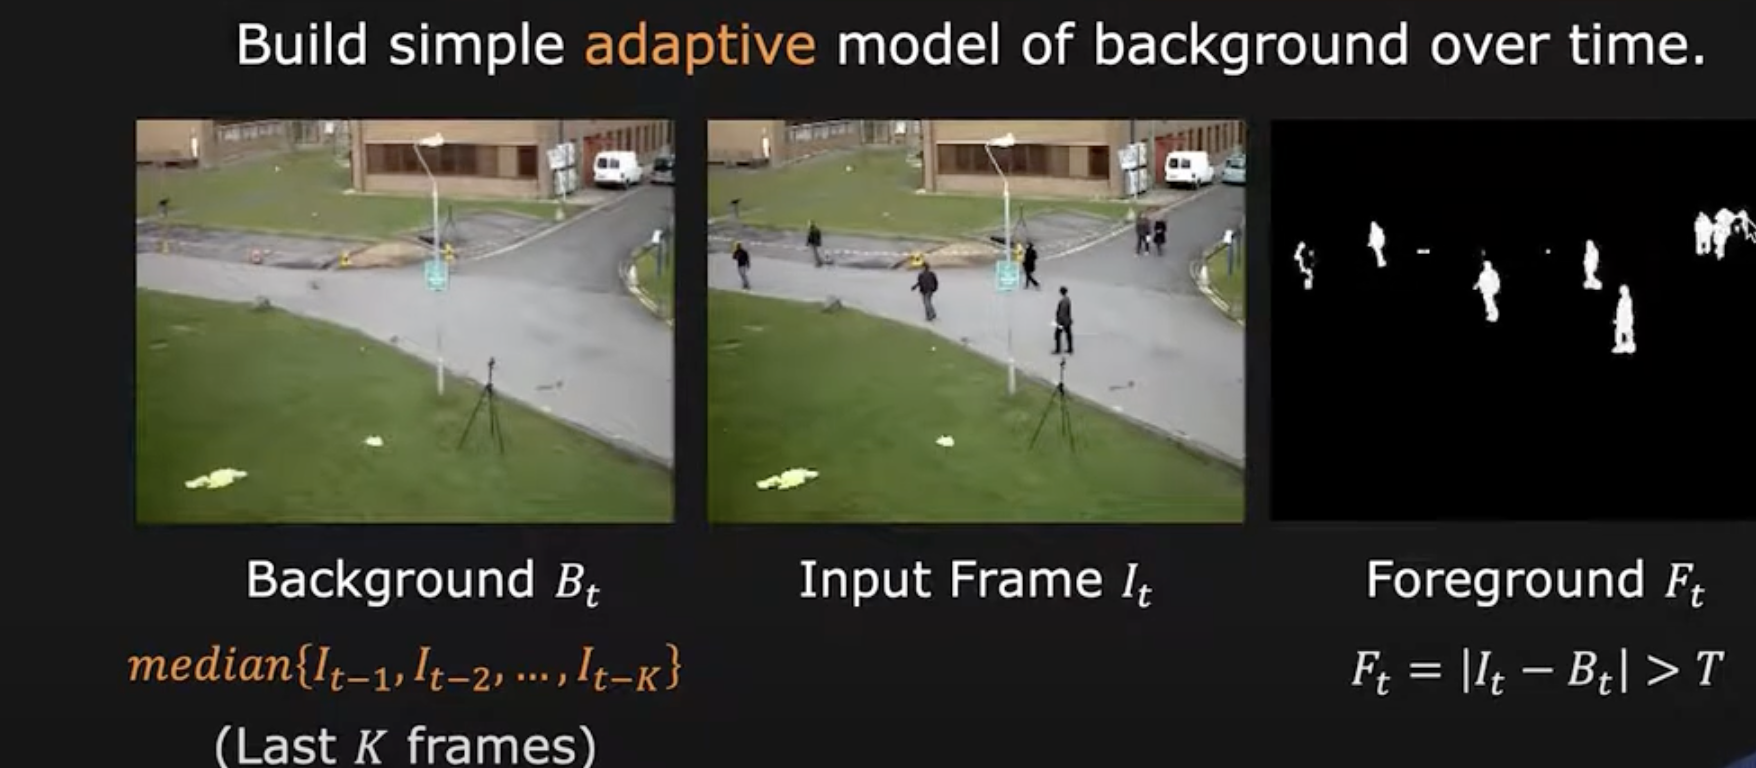 Build simple adaptive model of background over time.
Background Bₜ
Input Frame Iₜ
Foreground Fₜ
median{Iₜ₋₁, Iₜ₋₂, …, Iₜ₋K}
Fₜ = |Iₜ − Bₜ| > T
(Last K frames)